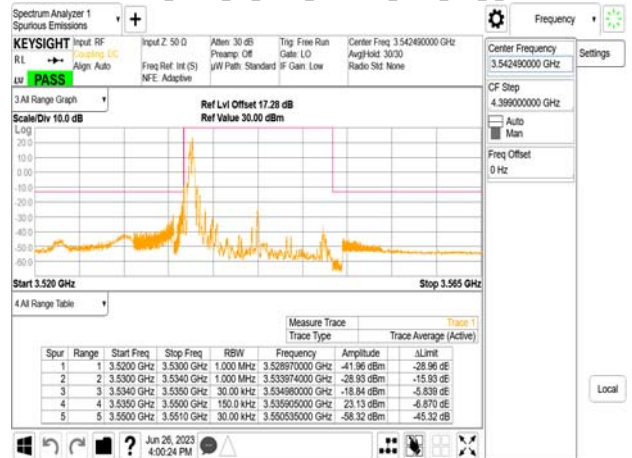 Spectrum Analyzer 1
Spurious Emissions
Frequency
KEYSIGHT Input: RF Input Z: 50 Ω Atten: 30 dB Trig: Free Run Center Freq: 3.542490000 GHz
RL Coupling: DC Preamp: Off Gate: LO Avg|Hold: 30/30
Align: Auto Freq Ref: Int (S) µW Path: Standard IF Gain: Low Radio Std: None
NFE: Adaptive
PASS
Center Frequency
3.542490000 GHz
Settings
CF Step
4.399000000 GHz
Auto
Man
Freq Offset
0 Hz
3 All Range Graph
Ref Lvl Offset 17.28 dB
Scale/Div 10.0 dB Ref Value 30.00 dBm
Log
20.0
10.0
0.00
-10.0
-20.0
-30.0
-40.0
-50.0
-60.0
Start 3.520 GHz Stop 3.565 GHz
4 All Range Table
Measure Trace Trace 1
Trace Type Trace Average (Active)
Spur Range Start Freq Stop Freq RBW Frequency Amplitude ΔLimit
1 1 3.5200 GHz 3.5300 GHz 1.000 MHz 3.528970000 GHz -41.96 dBm -28.96 dB
2 2 3.5300 GHz 3.5340 GHz 1.000 MHz 3.533974000 GHz -28.93 dBm -15.93 dB
3 3 3.5340 GHz 3.5350 GHz 30.00 kHz 3.534980000 GHz -18.84 dBm -5.839 dB
4 4 3.5350 GHz 3.5500 GHz 150.0 kHz 3.535905000 GHz 23.13 dBm -6.870 dB
5 5 3.5500 GHz 3.5510 GHz 30.00 kHz 3.550535000 GHz -58.32 dBm -45.32 dB
Local
Jun 26, 2023
4:00:24 PM